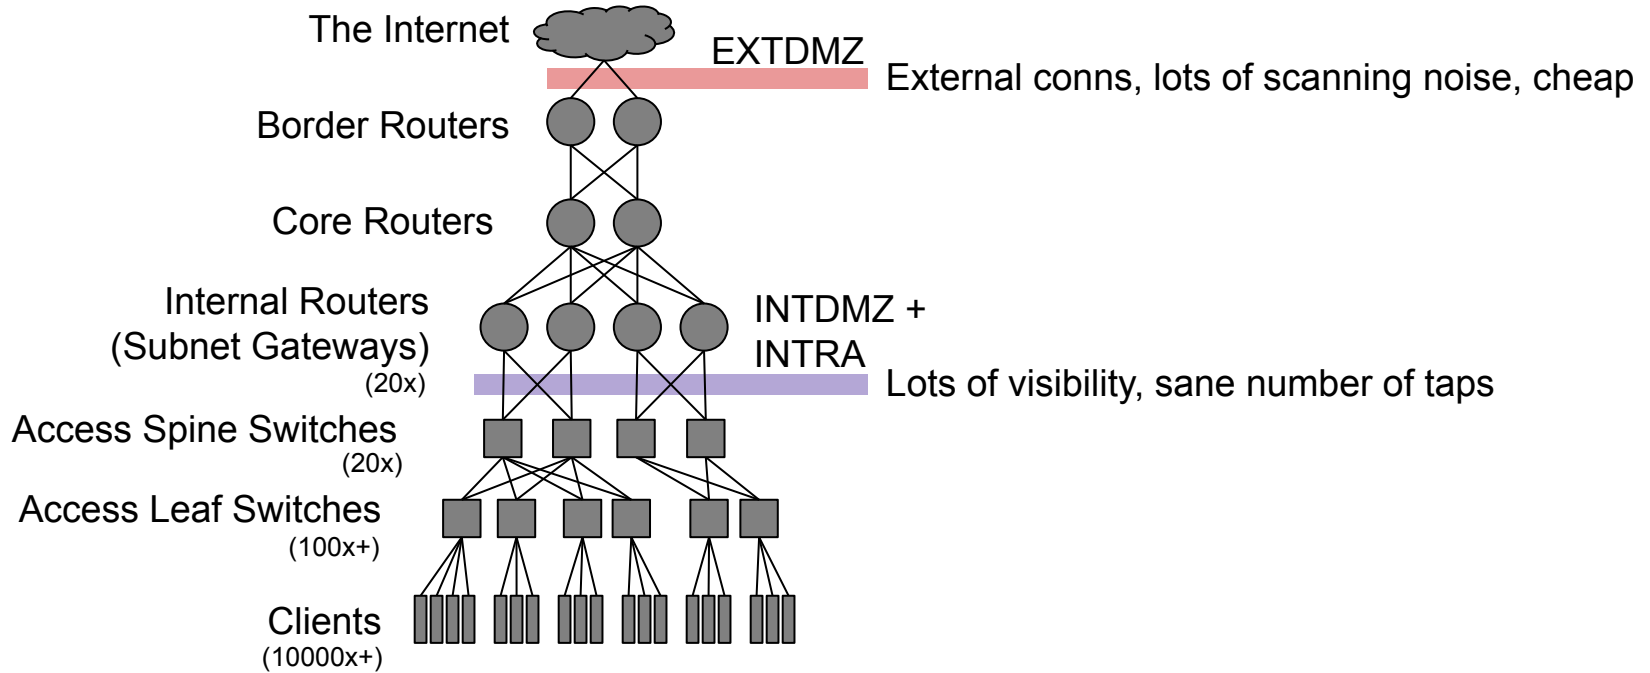 The Internet
EXTDMZ
External conns, lots of scanning noise, cheap
Border Routers
Core Routers
Internal Routers
(Subnet Gateways)
(20x)
INTDMZ +
INTRA
Lots of visibility, sane number of taps
Access Spine Switches
(20x)
Access Leaf Switches
(100x+)
Clients
(10000x+)